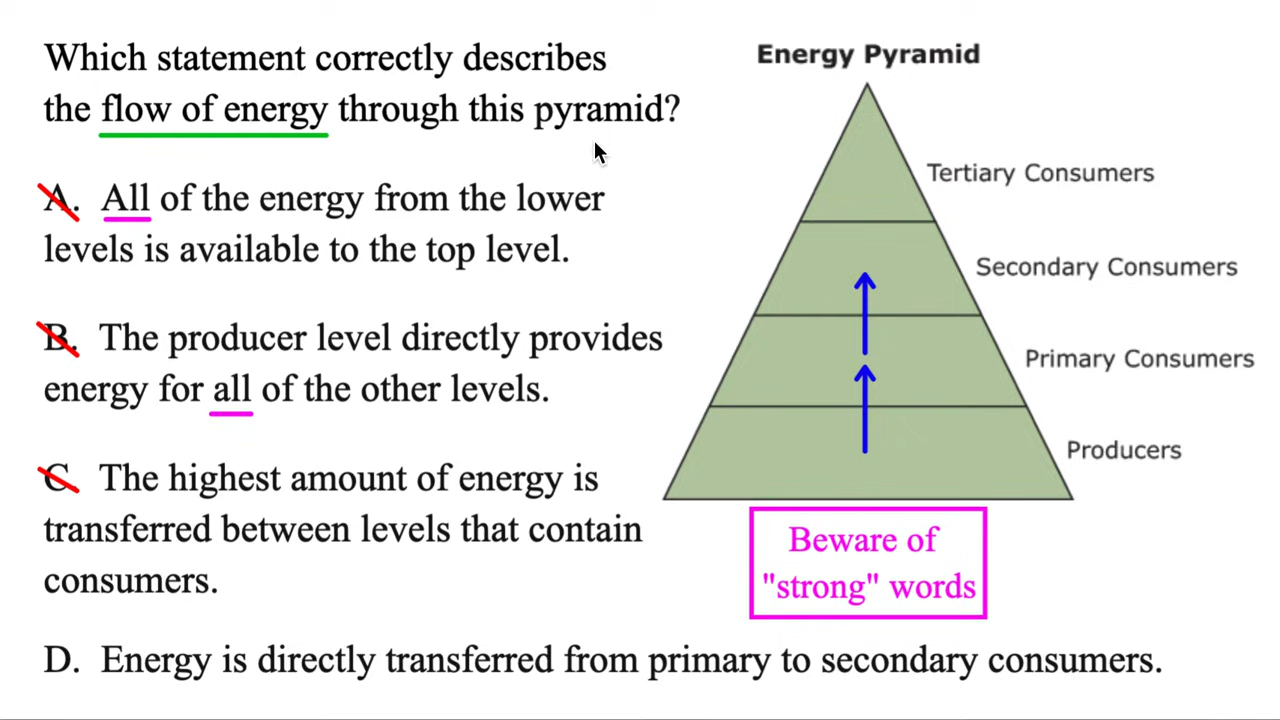 Which statement correctly describes
the flow of energy through this pyramid?
A. All of the energy from the lower
levels is available to the top level.
B. The producer level directly provides
energy for all of the other levels.
C. The highest amount of energy is
transferred between levels that contain
consumers.
D. Energy is directly transferred from primary to secondary consumers.
Energy Pyramid
Tertiary Consumers
Secondary Consumers
Primary Consumers
Producers
Beware of
"strong" words